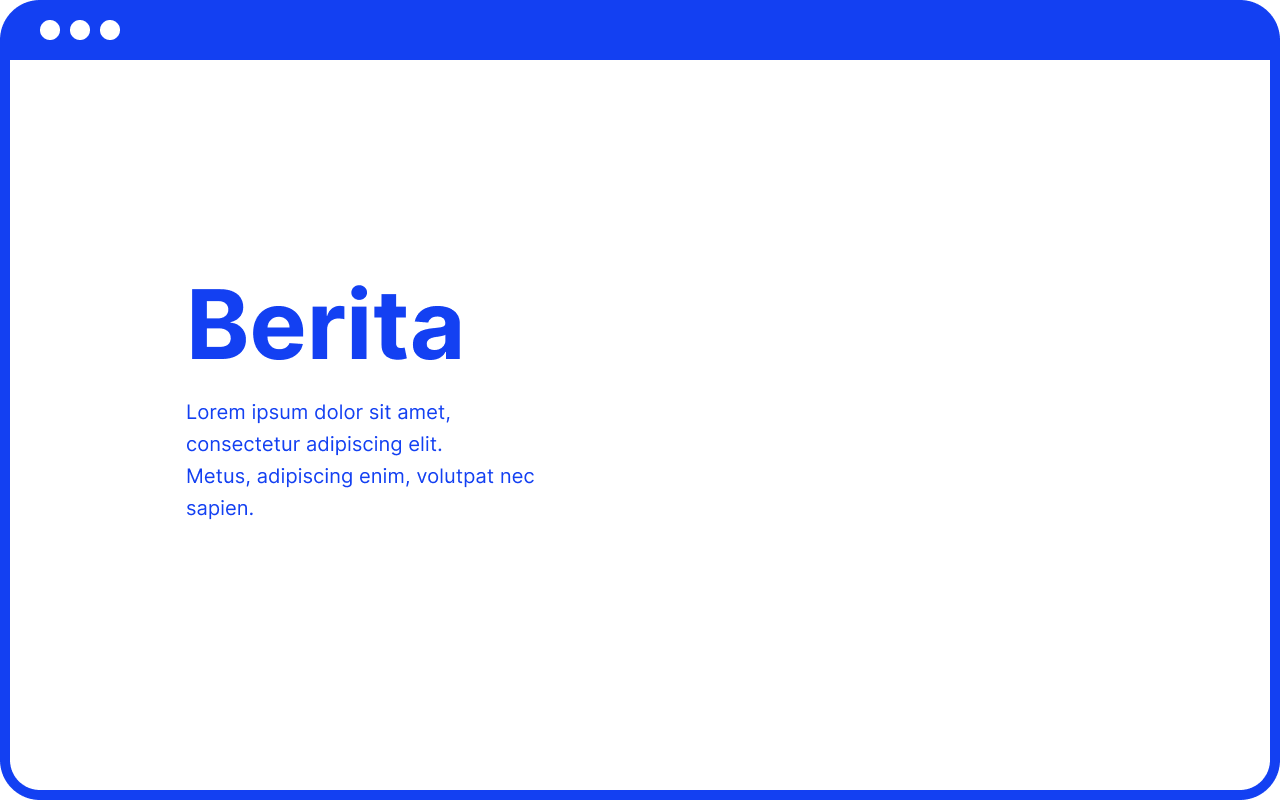 Berita
Lorem ipsum dolor sit amet,
consectetur adipiscing elit.
Metus, adipiscing enim, volutpat nec
sapien.